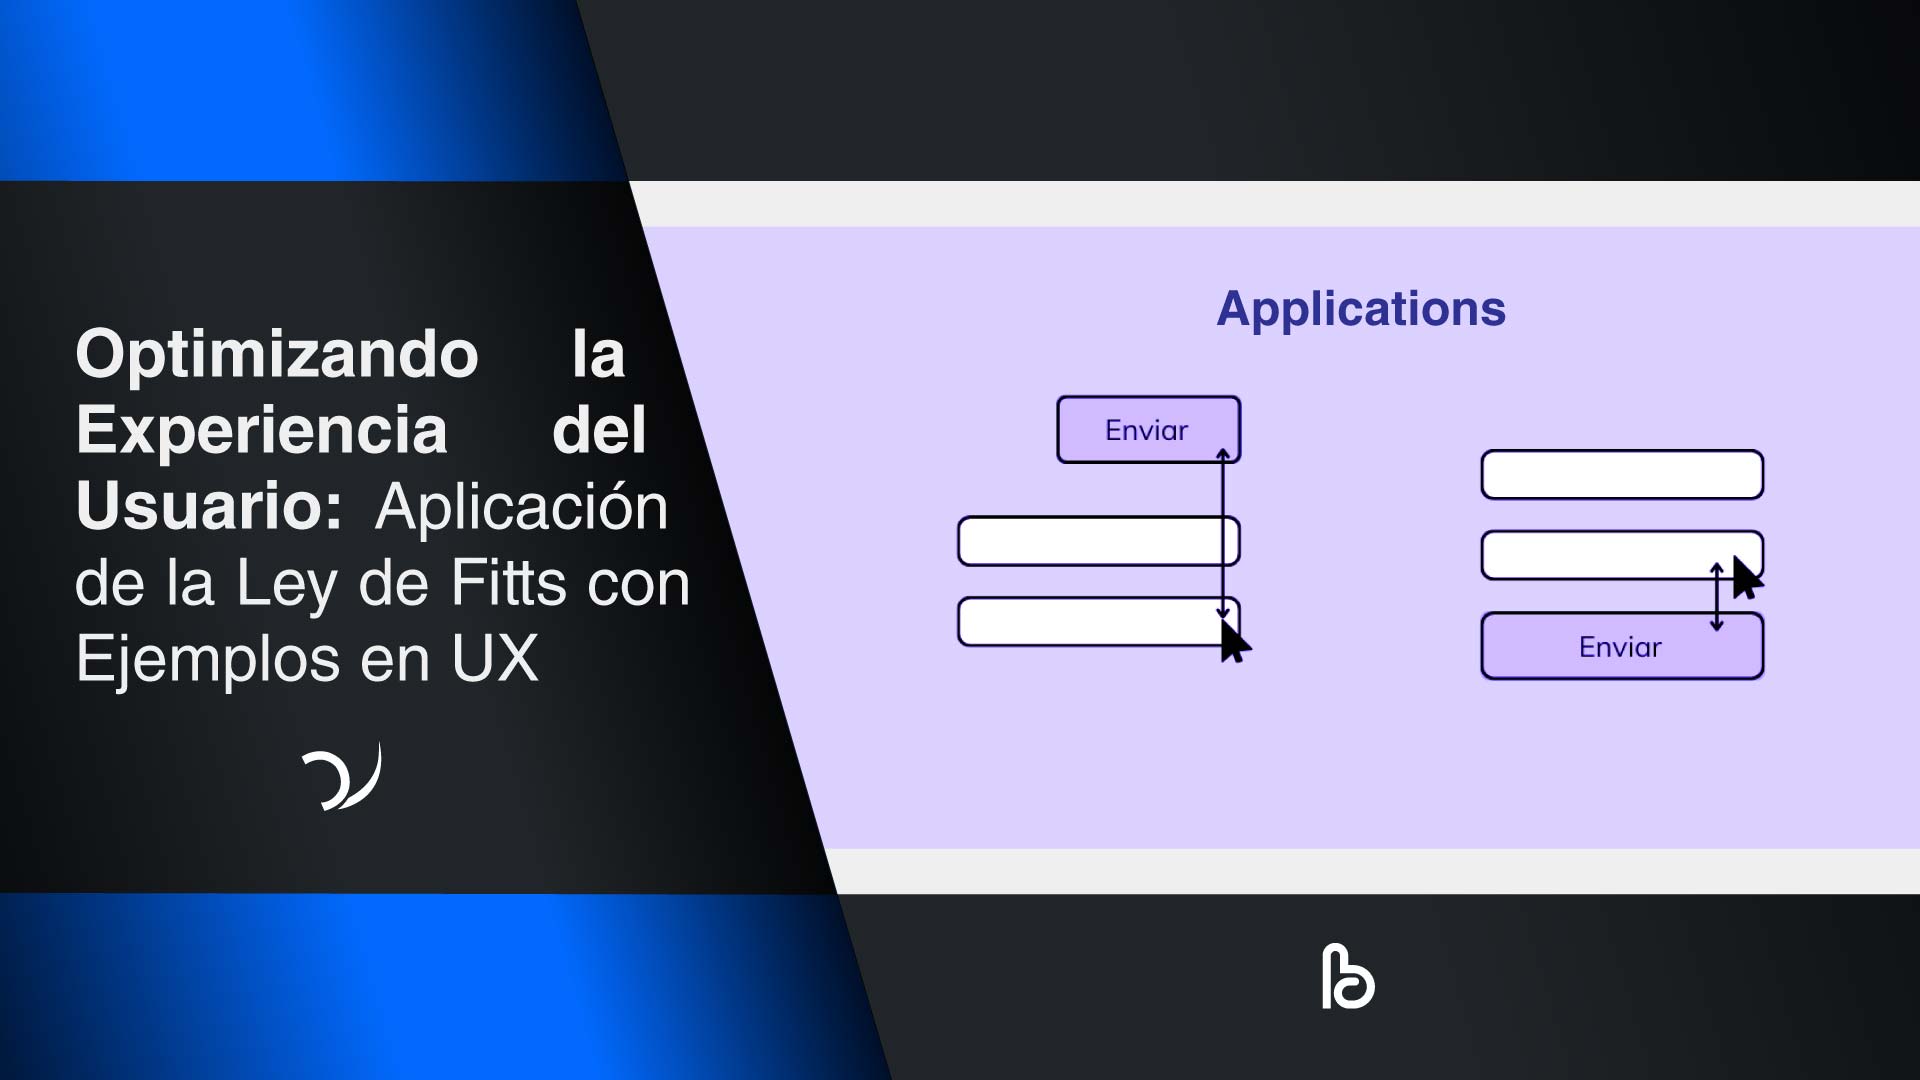 Optimizando la
Experiencia del
Usuario: Aplicación
de la Ley de Fitts con
Ejemplos en UX
Applications
Enviar
Enviar